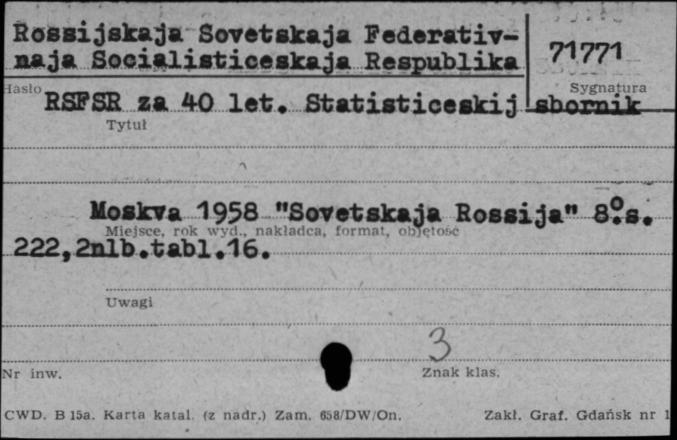 Rossijskaja Sovetskaja Federativ-
naja Socialisticeskaja Respublika
71771
Hasło
Sygnatura
RSFSR za 40 let. Statisticeskij sbornik
Tytuł
Moskva 1958 "Sovetskaja Rossija" 8º.s.
Miejsce, rok wyd., nakładca, format, objętość
222,2nlb.tabl.16.
Uwagi
3
Nr inw.
Znak klas.
CWD. B 15a. Karta katal. (z nadr.) Zam. 658/DW/On.
Zakł. Graf. Gdańsk nr 1